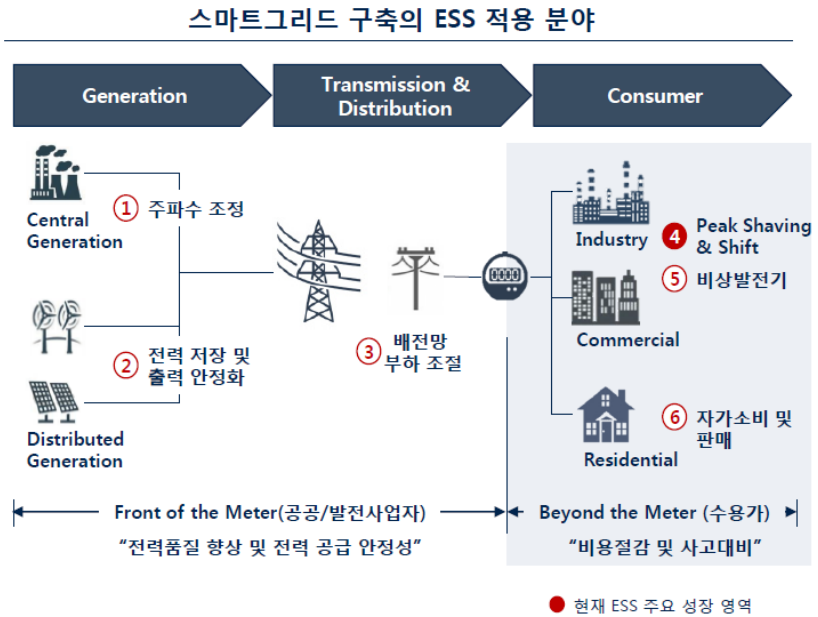 스마트그리드 구축의 ESS 적용 분야
Generation
Transmission &
Distribution
Consumer
Central
Generation
① 주파수 조정
② 전력 저장 및
출력 안정화
Distributed
Generation
③ 배전망
부하 조절
0000
Industry
④ Peak Shaving
& Shift
⑤ 비상발전기
Commercial
⑥ 자가소비 및
판매
Residential
Front of the Meter(공공/발전사업자)
“전력품질 향상 및 전력 공급 안정성”
Beyond the Meter (수용가)
“비용절감 및 사고대비”
현재 ESS 주요 성장 영역